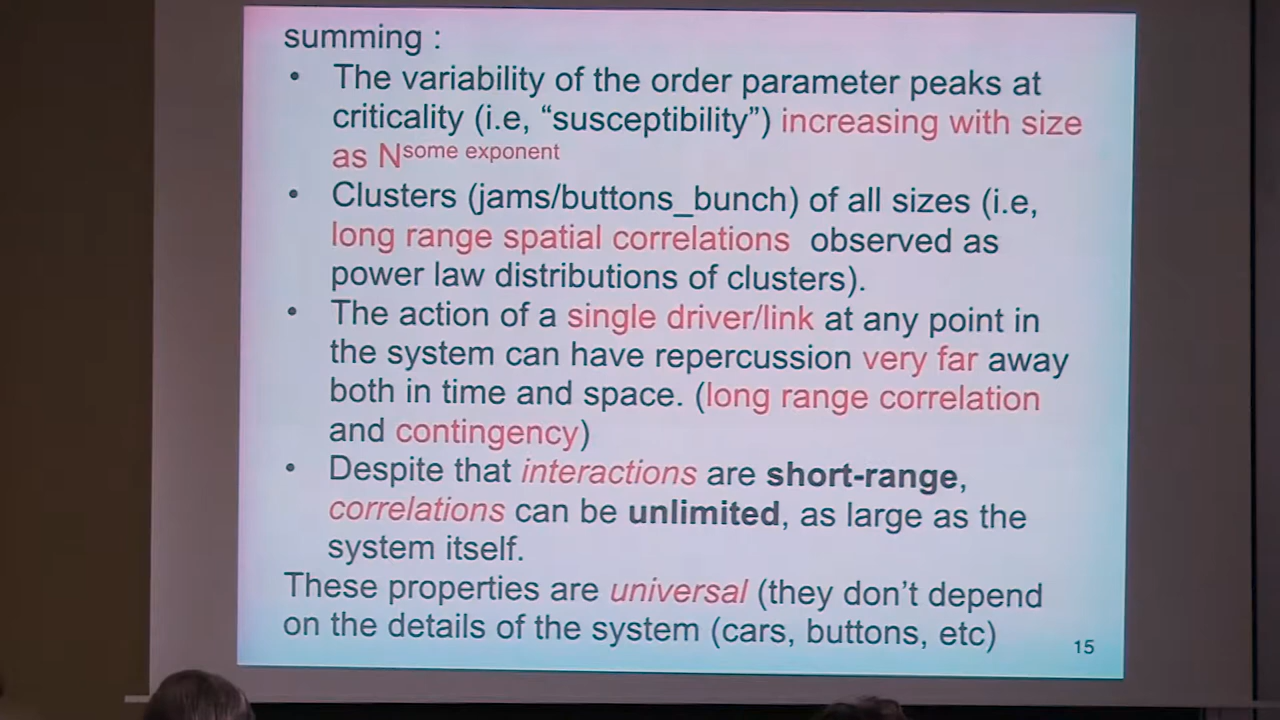 summing :
• The variability of the order parameter peaks at
criticality (i.e, “susceptibility”) increasing with size
as Nsome exponent
• Clusters (jams/buttons_bunch) of all sizes (i.e,
long range spatial correlations observed as
power law distributions of clusters).
• The action of a single driver/link at any point in
the system can have repercussion very far away
both in time and space. (long range correlation
and contingency)
• Despite that interactions are short-range,
correlations can be unlimited, as large as the
system itself.
These properties are universal (they don’t depend
on the details of the system (cars, buttons, etc)
15